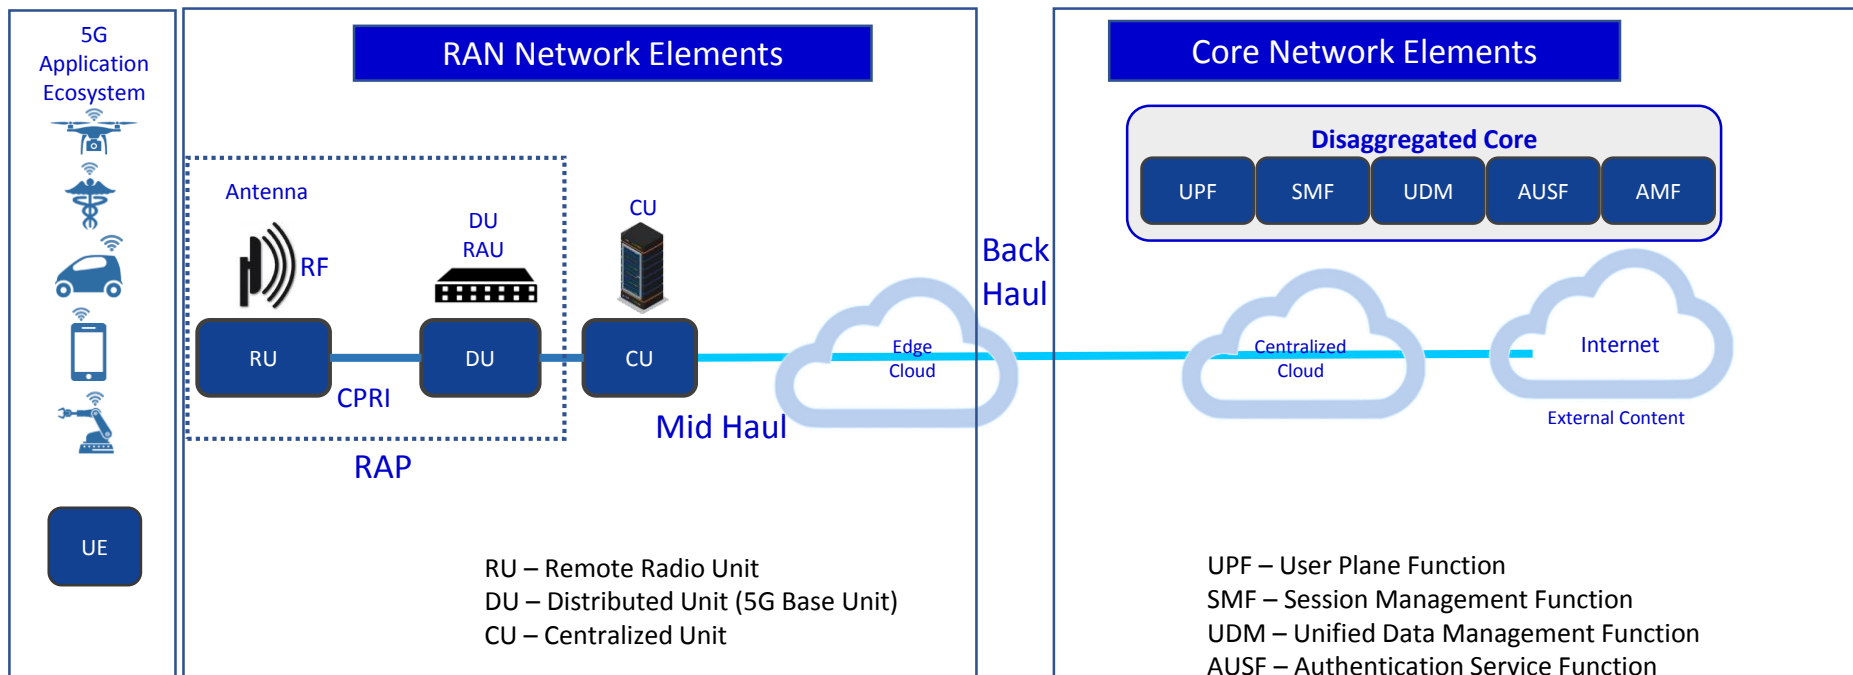 5G
Application
Ecosystem
UE
RAN Network Elements
Antenna
RF
DU
RAU
CU
RU
DU
CU
CPRI
RAP
Mid Haul
Edge
Cloud
RU – Remote Radio Unit
DU – Distributed Unit (5G Base Unit)
CU – Centralized Unit
Back
Haul
Core Network Elements
Disaggregated Core
UPF
SMF
UDM
AUSF
AMF
Centralized
Cloud
Internet
External Content
UPF – User Plane Function
SMF – Session Management Function
UDM – Unified Data Management Function
AUSF – Authentication Service Function